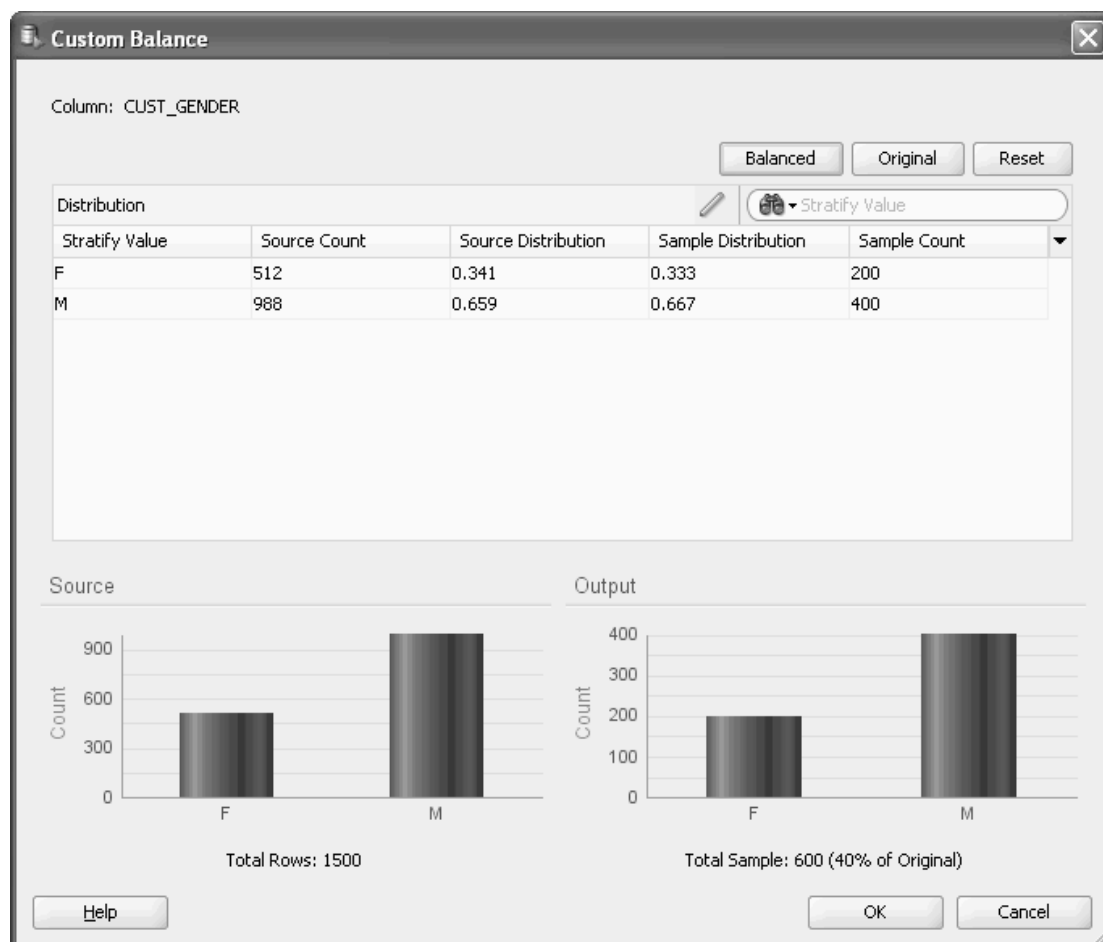 Custom Balance
Column: CUST_GENDER
Balanced Original Reset
Distribution Stratify Value
Stratify Value Source Count Source Distribution Sample Distribution Sample Count
F 512 0.341 0.333 200
M 988 0.659 0.667 400
Source
900
600
300
0
Count
F M
Total Rows: 1500
Output
400
300
200
100
0
Count
F M
Total Sample: 600 (40% of Original)
Help OK Cancel